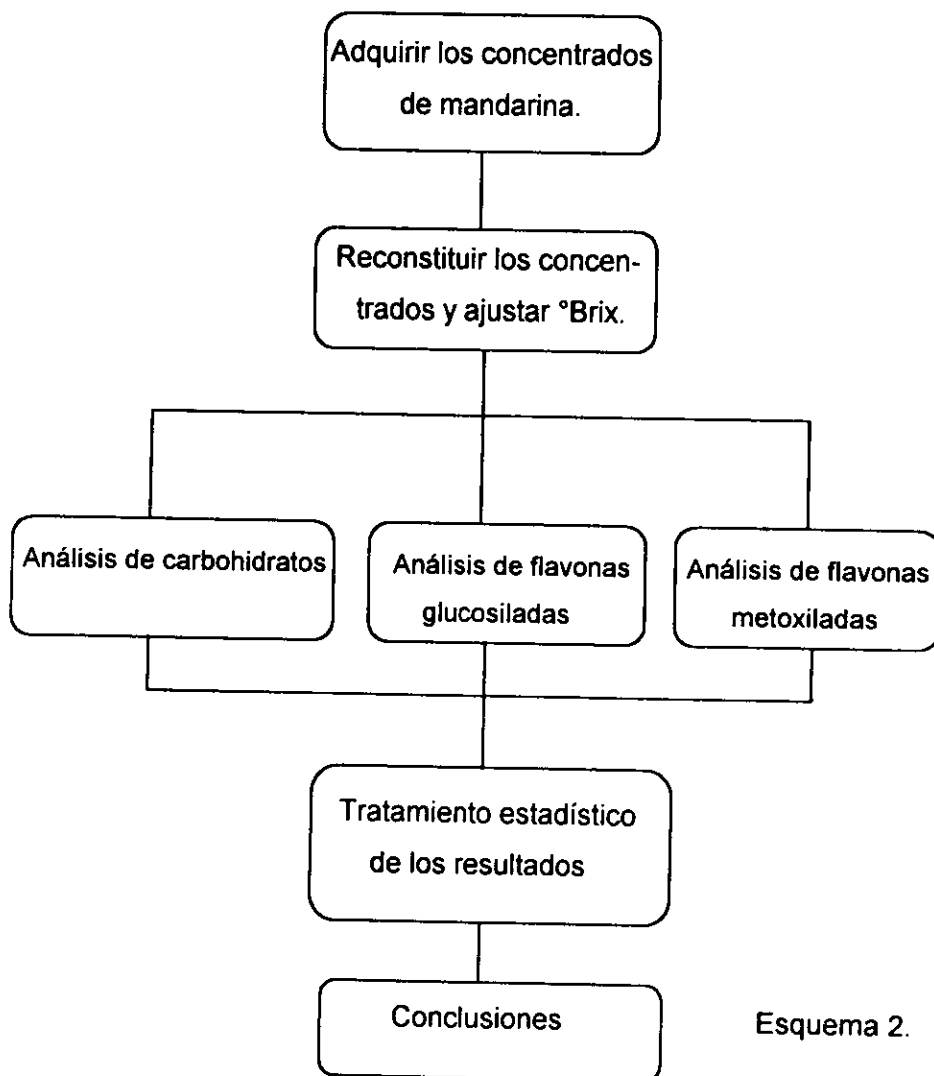 Adquirir los concentrados
de mandarina.
Reconstituir los concen-
trados y ajustar °Brix.
Análisis de carbohidratos
Análisis de flavonas
glucosiladas
Análisis de flavonas
metoxiladas
Tratamiento estadístico
de los resultados
Conclusiones
Esquema 2.